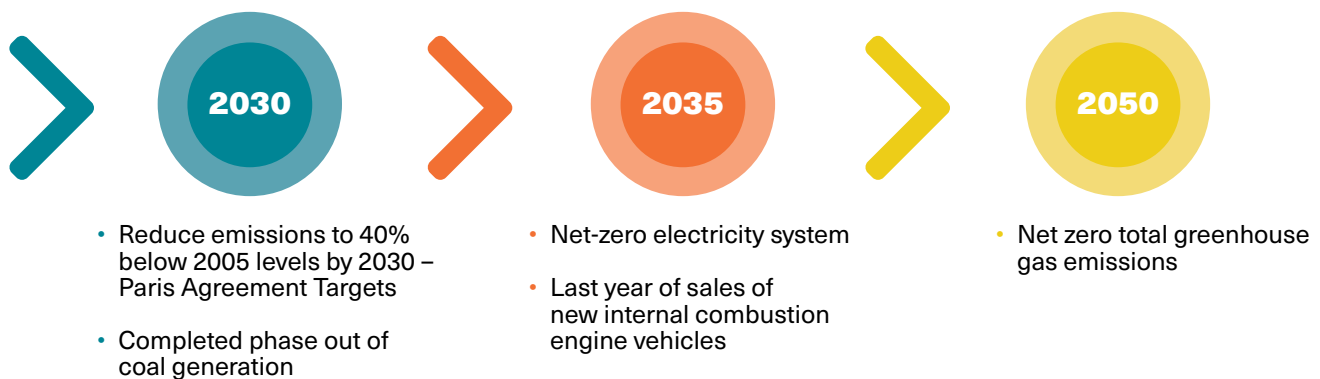 2030
• Reduce emissions to 40%
below 2005 levels by 2030 –
Paris Agreement Targets
• Completed phase out of
coal generation
2035
• Net-zero electricity system
• Last year of sales of
new internal combustion
engine vehicles
2050
• Net zero total greenhouse
gas emissions